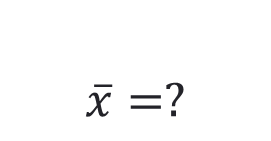 x̄ =?